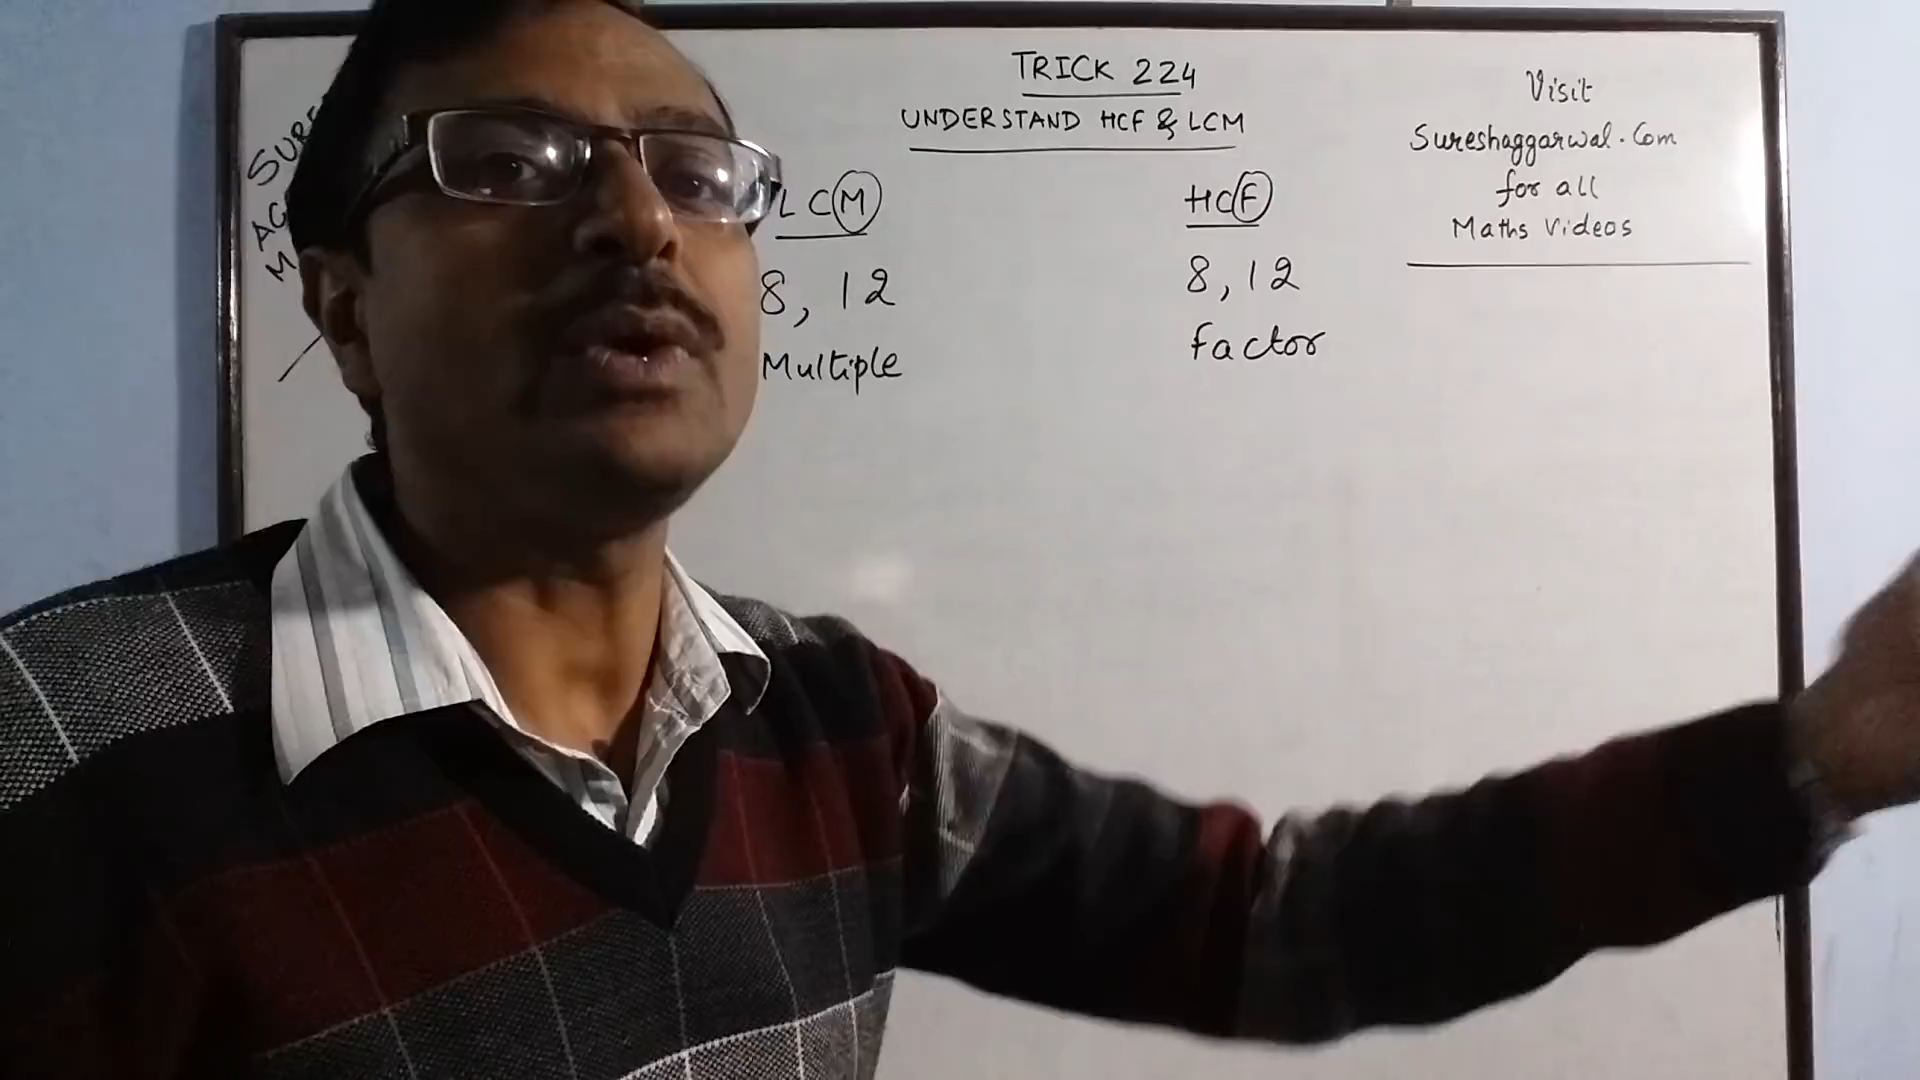 TRICK 224
UNDERSTAND HCF & LCM
LCM
8, 12
Multiple
HCF
8, 12
factor
Visit
Sureshaggarwal.Com
for all
Maths Videos